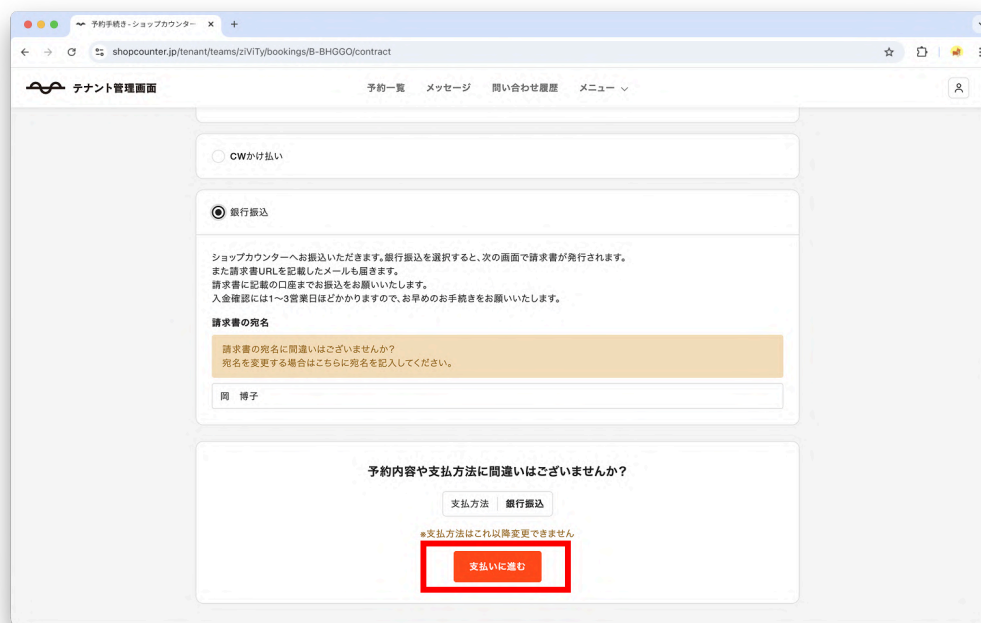 予約手続き - ショップカウンター
shopcounter.jp/tenant/teams/ziViTy/bookings/B-BHGGO/contract
テナント管理画面
予約一覧 メッセージ 問い合わせ履歴 メニュー
CWかけ払い
銀行振込
ショップカウンターへお振込いただきます。銀行振込を選択すると、次の画面で請求書が発行されます。
また請求書URLを記載したメールも届きます。
請求書に記載の口座までお振込をお願いいたします。
入金確認には1〜3営業日ほどかかりますので、お早めのお手続きをお願いいたします。
請求書の宛名
請求書の宛名に間違いはございませんか?
宛名を変更する場合はこちらに宛名を記入してください。
岡　博子
予約内容や支払方法に間違いはございませんか?
支払方法 銀行振込
※支払方法はこれ以降変更できません
支払いに進む